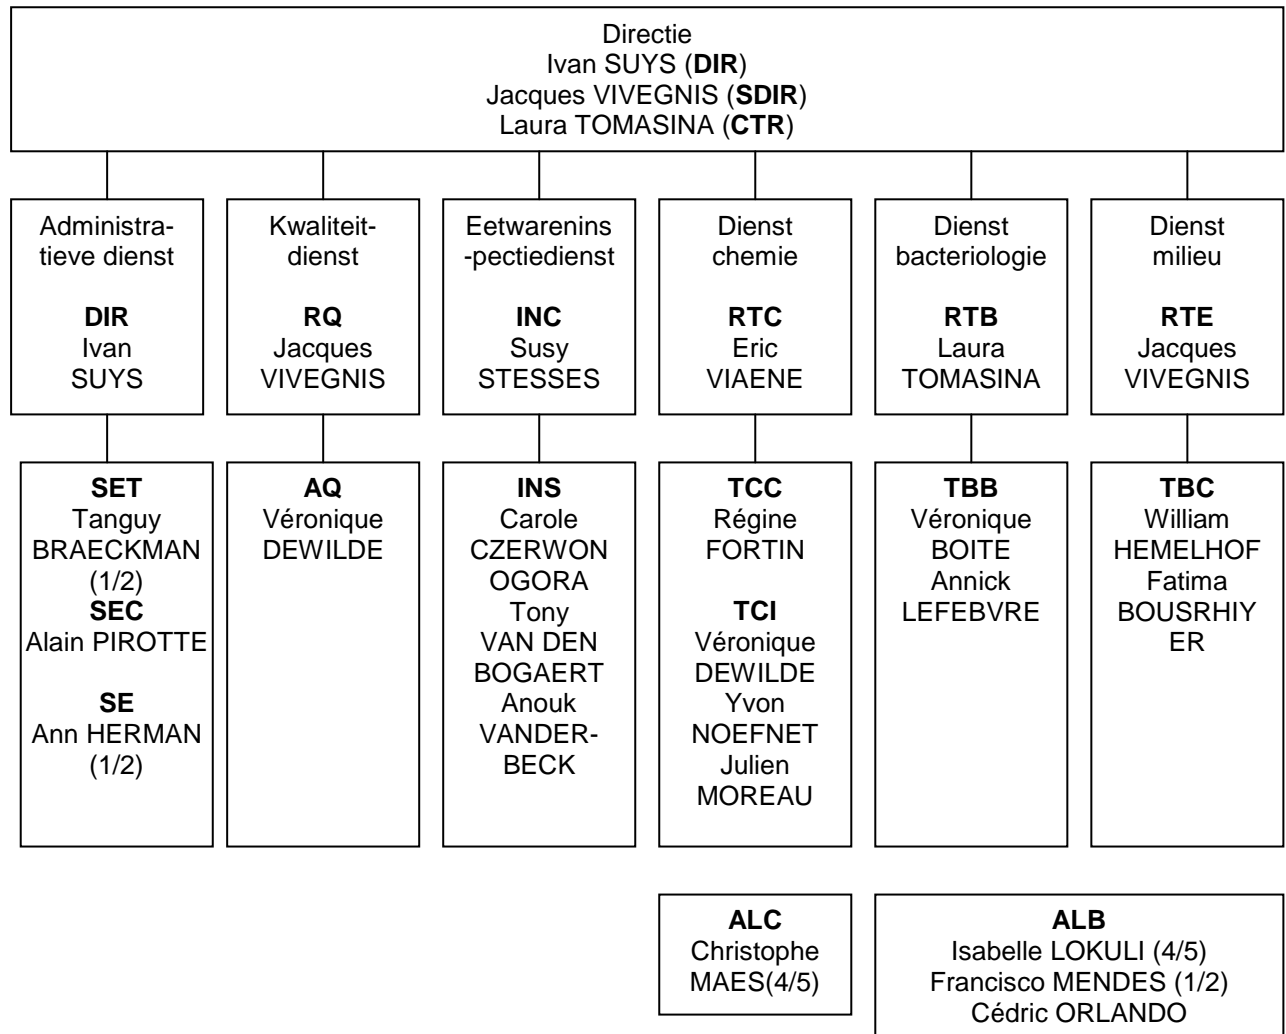 Directie
Ivan SUYS (DIR)
Jacques VIVEGNIS (SDIR)
Laura TOMASINA (CTR)
Administra-
tieve dienst
DIR
Ivan
SUYS
Kwaliteit-
dienst
RQ
Jacques
VIVEGNIS
Eetwarenins
-pectiedienst
INC
Susy
STESSES
Dienst
chemie
RTC
Eric
VIAENE
Dienst
bacteriologie
RTB
Laura
TOMASINA
Dienst
milieu
RTE
Jacques
VIVEGNIS
SET
Tanguy
BRAECKMAN
(1/2)
SEC
Alain PIROTTE
SE
Ann HERMAN
(1/2)
AQ
Véronique
DEWILDE
INS
Carole
CZERWON
OGORA
Tony
VAN DEN
BOGAERT
Anouk
VANDER-
BECK
TCC
Régine
FORTIN
TCI
Véronique
DEWILDE
Yvon
NOEFNET
Julien
MOREAU
TBB
Véronique
BOITE
Annick
LEFEBVRE
TBC
William
HEMELHOF
Fatima
BOUSRHIY
ER
ALC
Christophe
MAES(4/5)
ALB
Isabelle LOKULI (4/5)
Francisco MENDES (1/2)
Cédric ORLANDO